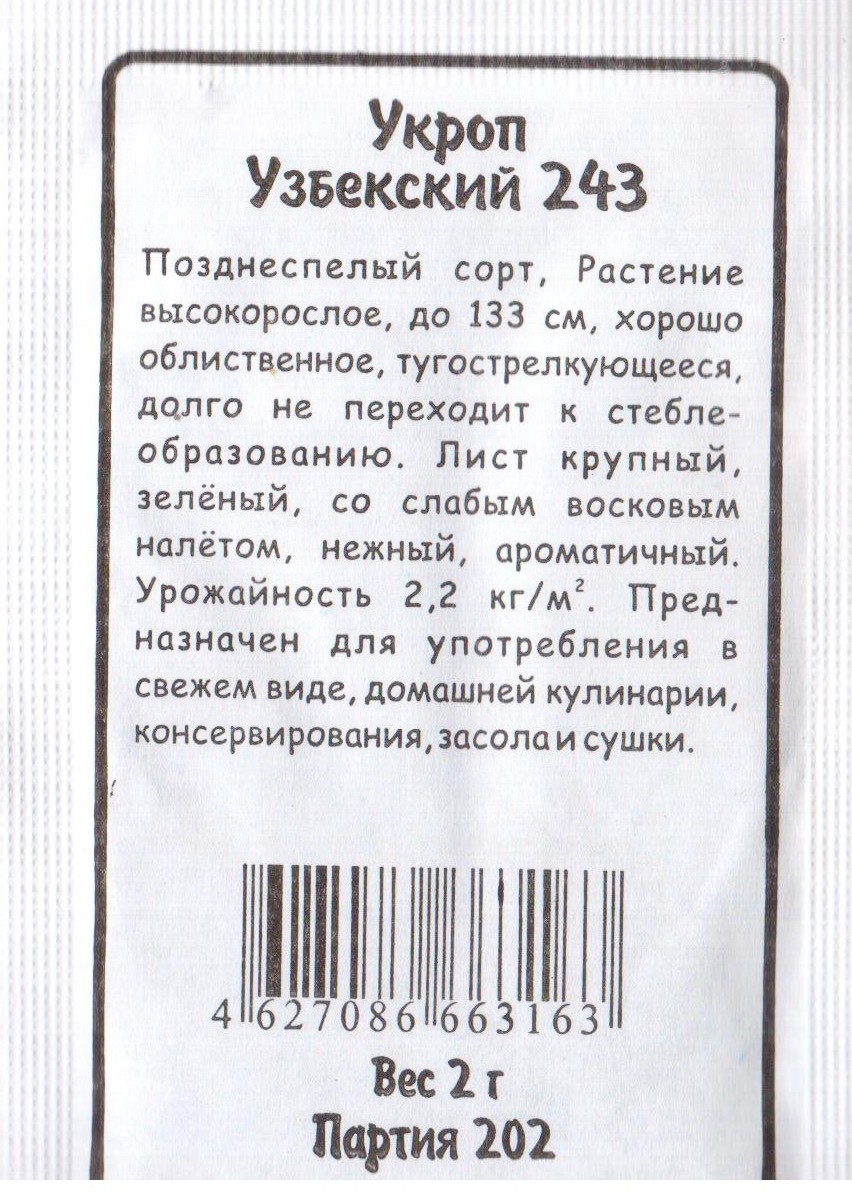 Укроп
Узбекский 243
Позднеспелый сорт, Растение
высокорослое, до 133 см, хорошо
облиственное, тугострелкующееся,
долго не переходит к стебле-
образованию. Лист крупный,
зелёный, со слабым восковым
налётом, нежный, ароматичный.
Урожайность 2,2 кг/м². Пред-
назначен для употребления в
свежем виде, домашней кулинарии,
консервирования, засола и сушки.
4 627086 663163
Вес 2 г
Партия 202